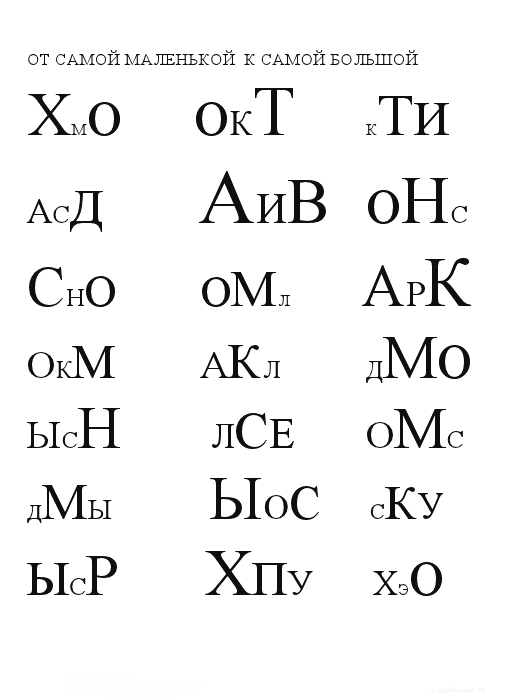 ОТ САМОЙ МАЛЕНЬКОЙ К САМОЙ БОЛЬШОЙ
ХмО оКТ кТИ
АСД АИВ ОНС
СНО ОМЛ АРК
ОКМ АКЛ ДМО
ЫСН ЛСЕ ОМС
ДМЫ ЫОС СКУ
ЫСР ХПУ ХЭО